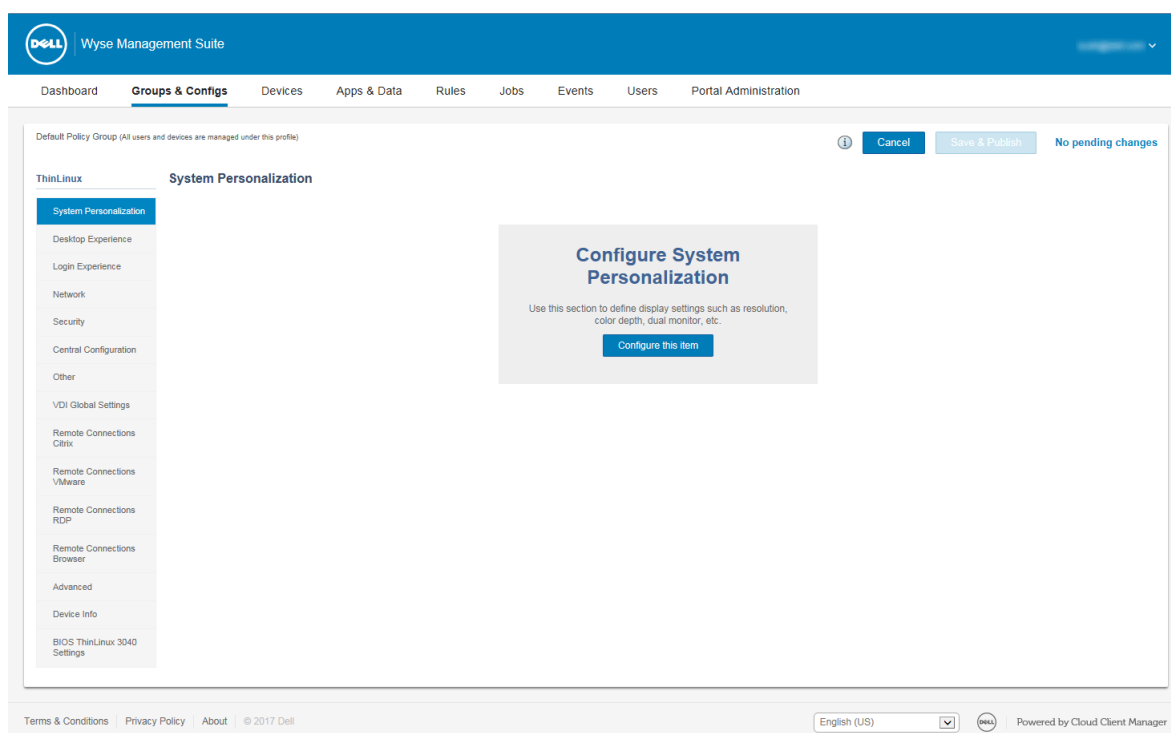 DELL
Wyse Management Suite
Dashboard Groups & Configs Devices Apps & Data Rules Jobs Events Users Portal Administration
Default Policy Group (All users and devices are managed under this profile)
i Cancel Save & Publish No pending changes
ThinLinux
System Personalization
System Personalization
Desktop Experience
Login Experience
Network
Security
Central Configuration
Other
VDI Global Settings
Remote Connections
Citrix
Remote Connections
VMware
Remote Connections
RDP
Remote Connections
Browser
Advanced
Device Info
BIOS ThinLinux 3040
Settings
Configure System
Personalization
Use this section to define display settings such as resolution,
color depth, dual monitor, etc.
Configure this item
Terms & Conditions Privacy Policy About © 2017 Dell
English (US)
DELL
Powered by Cloud Client Manager